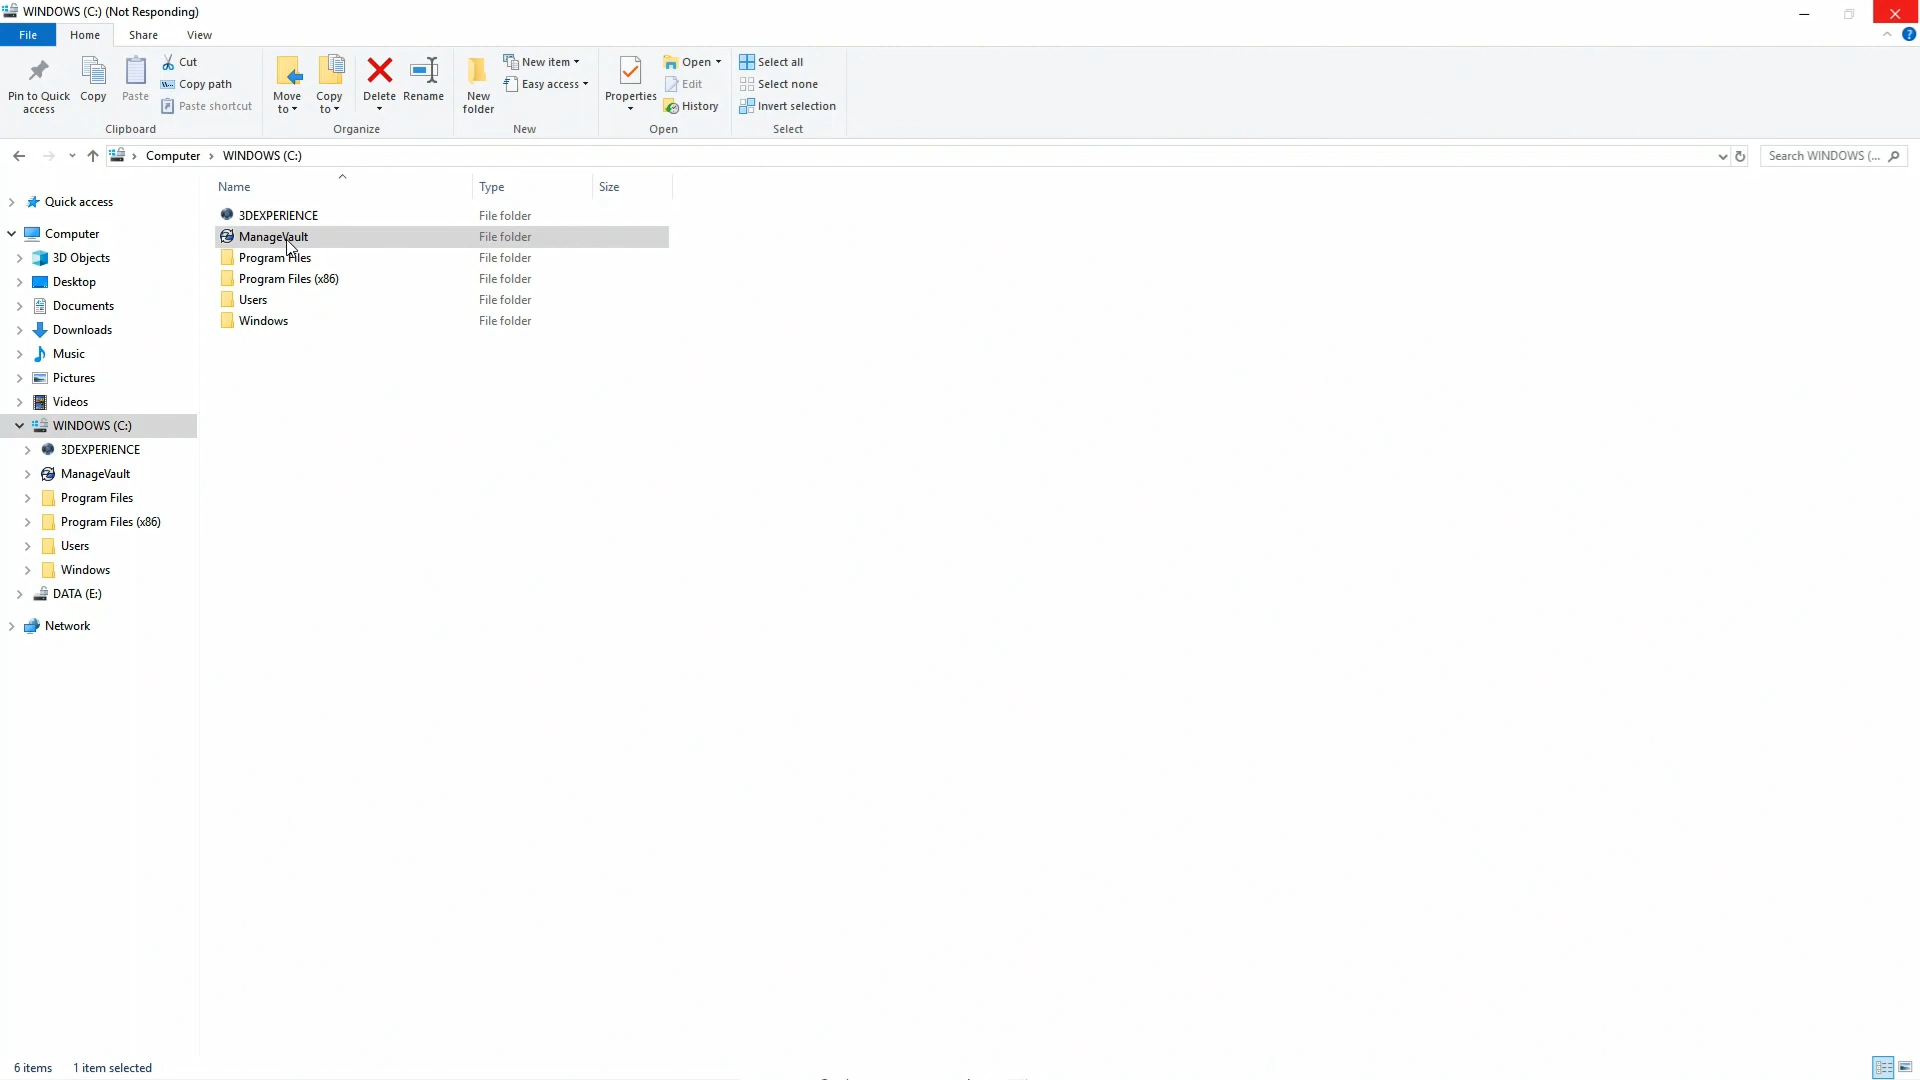 WINDOWS (C:) (Not Responding)
File Home Share View
Pin to Quick access
Copy
Paste
Cut
Copy path
Paste shortcut
Clipboard
Move to
Copy to
Delete
Rename
Organize
New folder
New item
Easy access
New
Properties
Open
Edit
History
Open
Select all
Select none
Invert selection
Select
Computer WINDOWS (C:)
Search WINDOWS (...
Quick access
Computer
3D Objects
Desktop
Documents
Downloads
Music
Pictures
Videos
WINDOWS (C:)
3DEXPERIENCE
ManageVault
Program Files
Program Files (x86)
Users
Windows
DATA (E:)
Network
Name Type Size
3DEXPERIENCE File folder
ManageVault File folder
Program Files File folder
Program Files (x86) File folder
Users File folder
Windows File folder
6 items 1 item selected